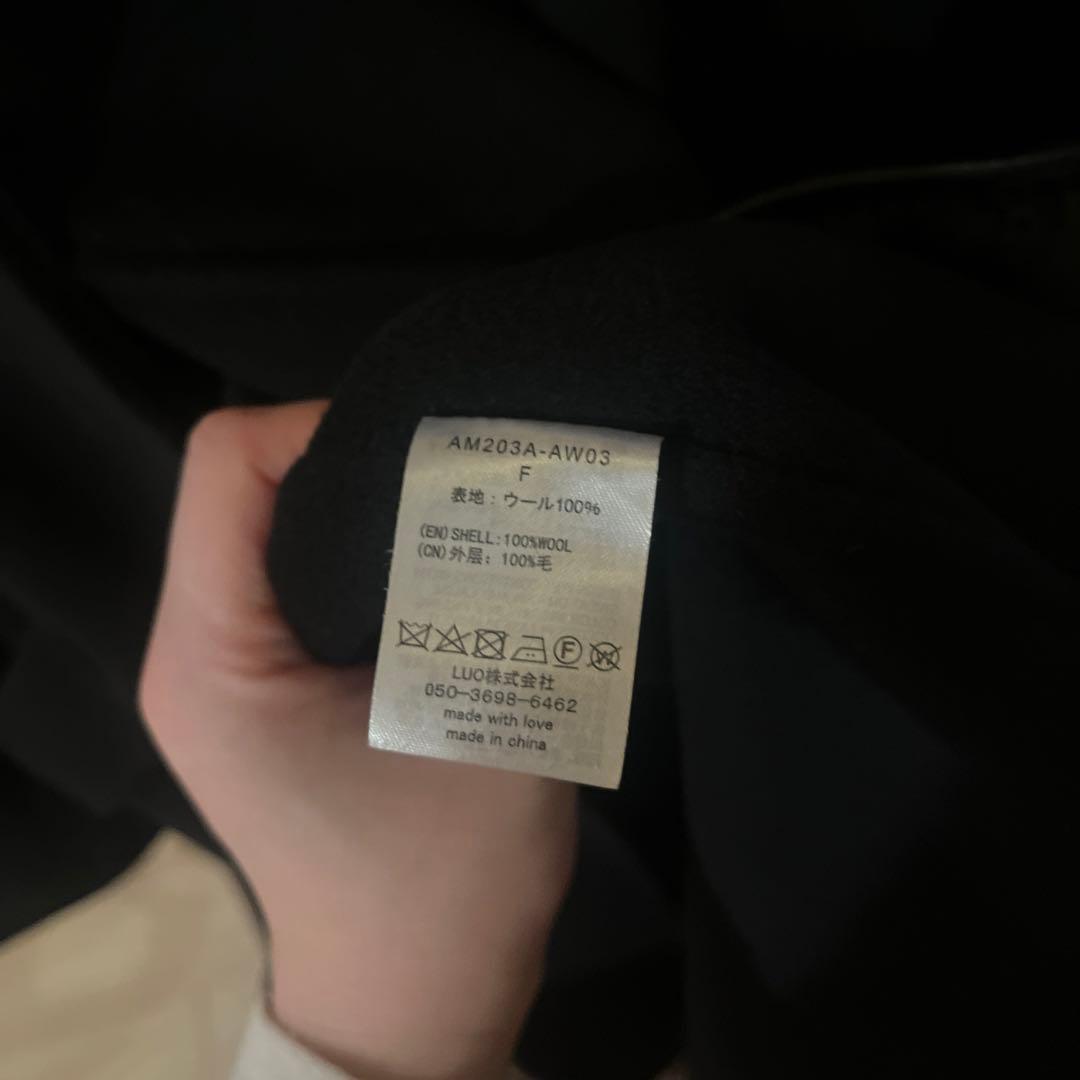 AM203A-AW03
F
表地：ウール100%
(EN)SHELL:100%WOOL
(CN)外层：100%毛
F W
LUO株式会社
050-3698-6462
made with love
made in china